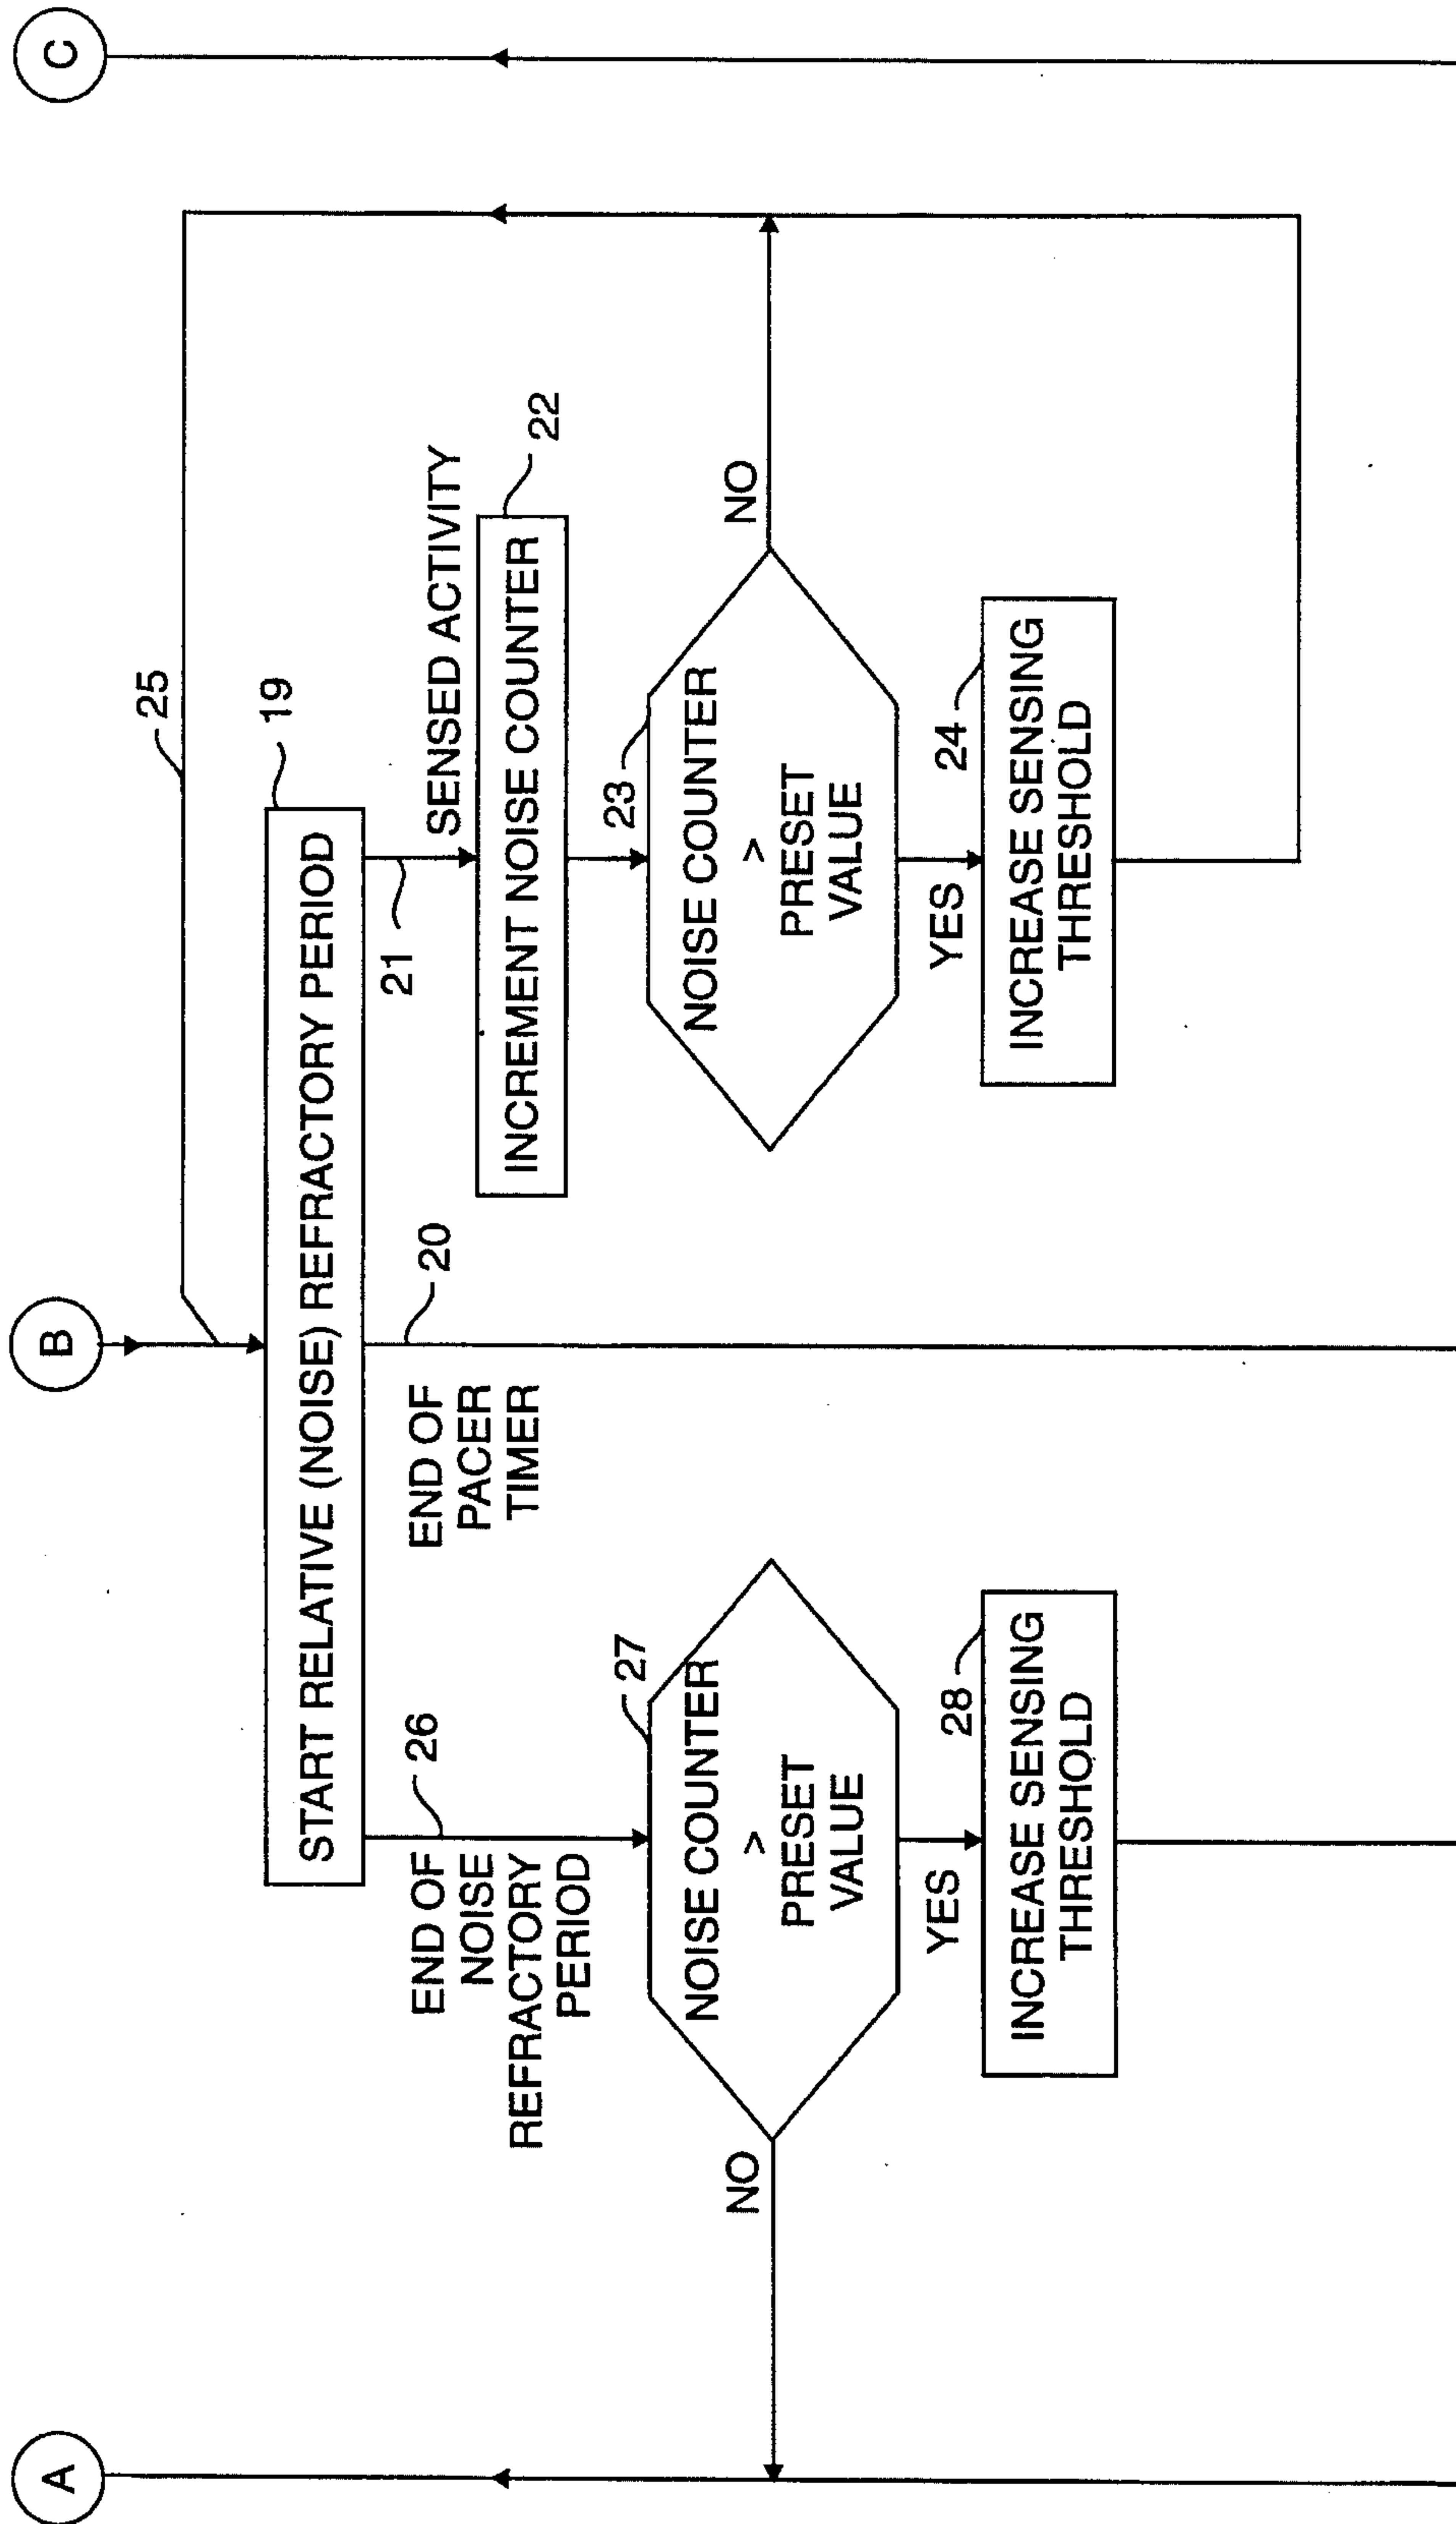 A
B
C
25
19
START RELATIVE (NOISE) REFRACTORY PERIOD
26
END OF
NOISE
REFRACTORY
PERIOD
20
END OF
PACER
TIMER
21
SENSED ACTIVITY
22
INCREMENT NOISE COUNTER
27
NOISE COUNTER
>
PRESET
VALUE
NO
YES
28
INCREASE SENSING
THRESHOLD
23
NOISE COUNTER
>
PRESET
VALUE
NO
YES
24
INCREASE SENSING
THRESHOLD